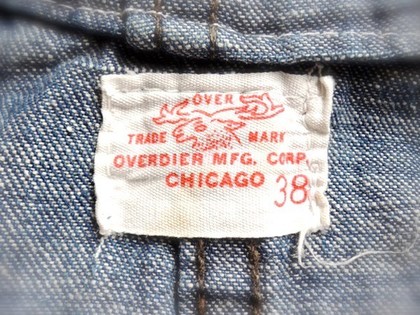 OVER
TRADE MARK
OVERDIER MFG. CORP.
CHICAGO 38